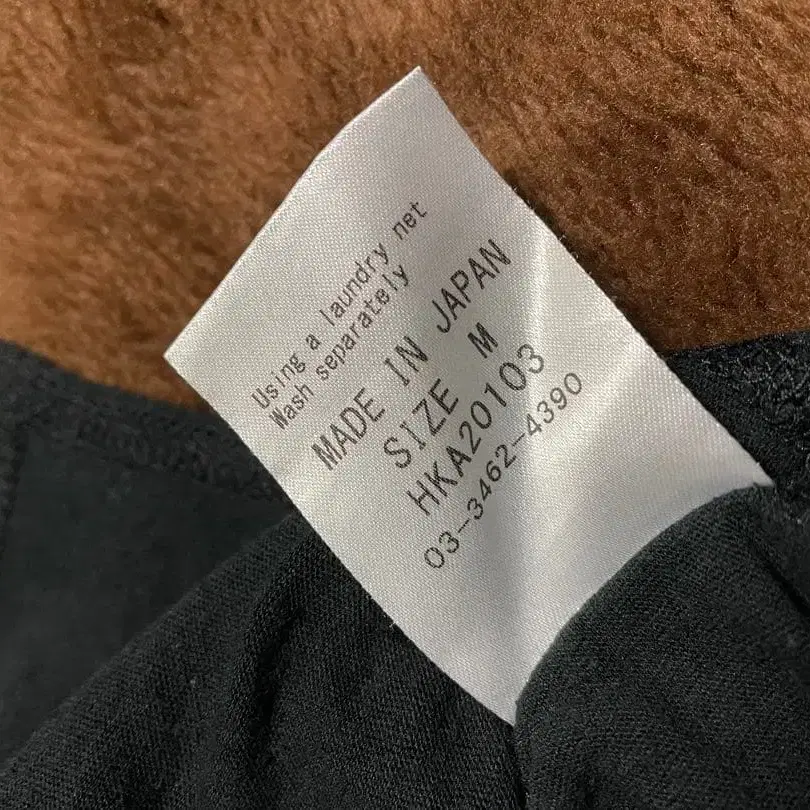 Using a laundry net
Wash separately
MADE IN JAPAN
SIZE M
HKA20103
03-3462-4390